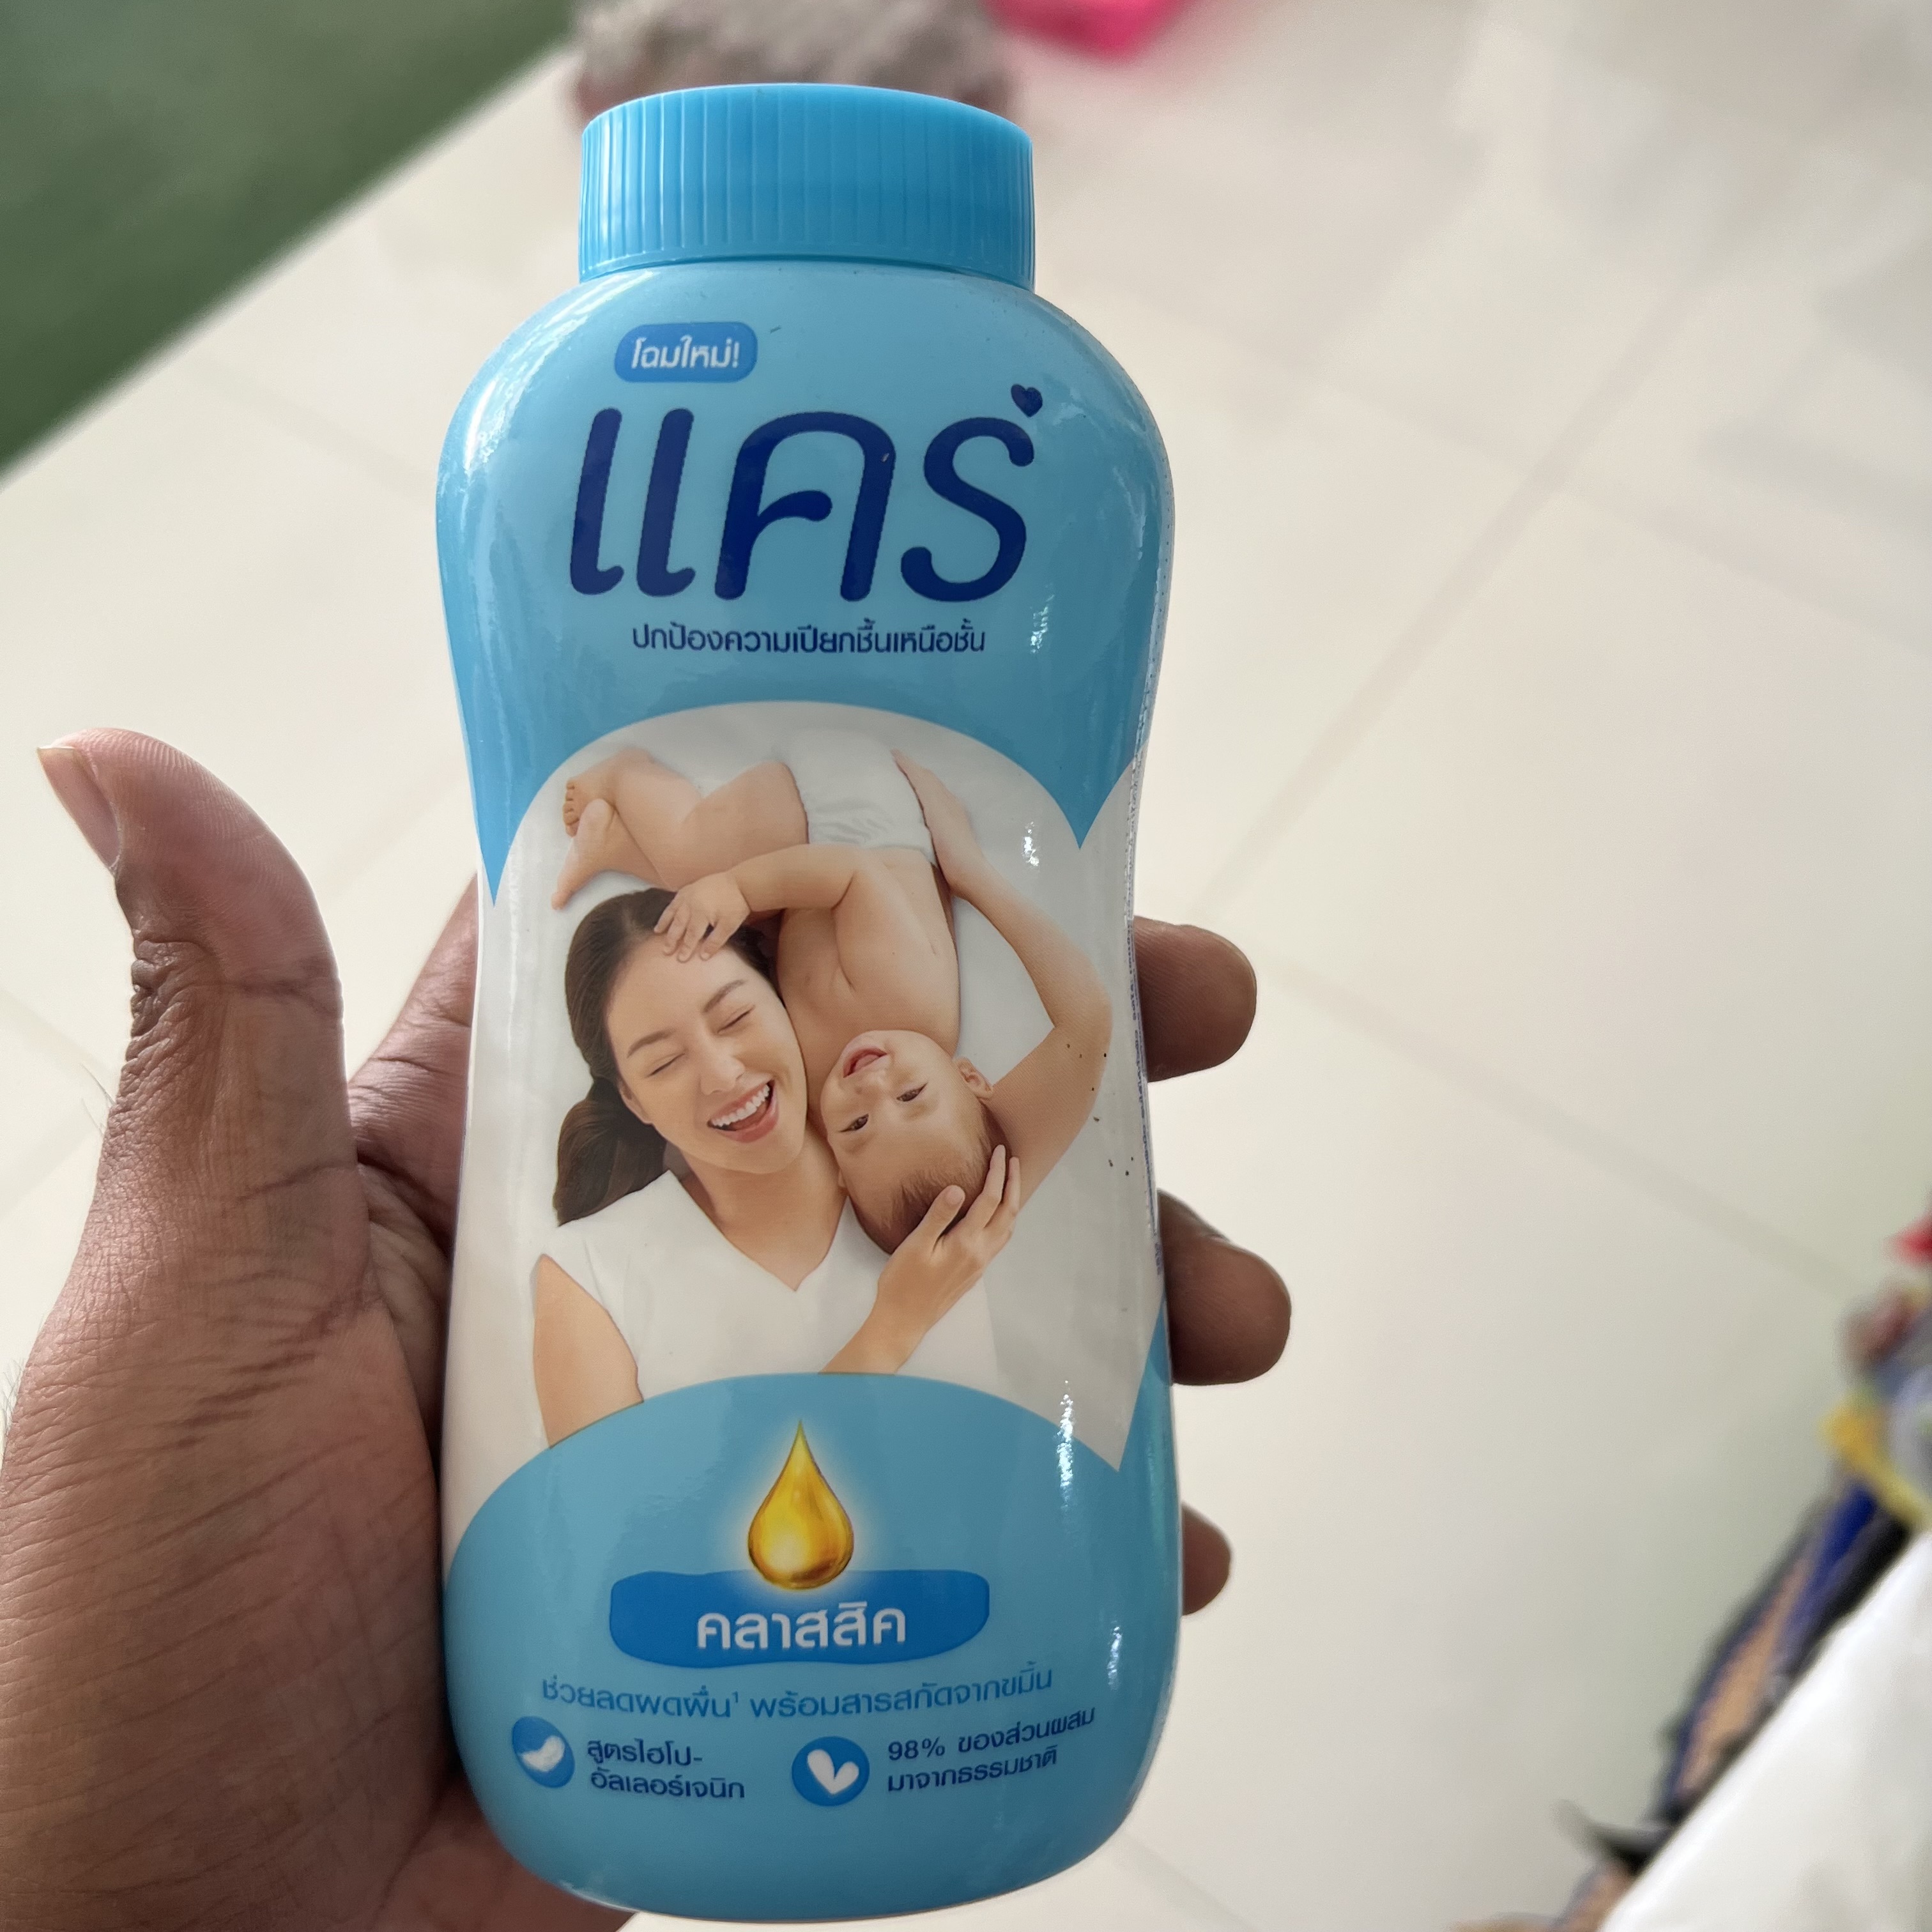 โฉมใหม่!
แคร์
ปกป้องความเปียกชื้นเหนือชั้น
คลาสสิค
ช่วยลดผดผื่น¹ พร้อมสารสกัดจากขมิ้น
สูตรไฮโป-
อัลเลอร์เจนิก
98% ของส่วนผสม
มาจากธรรมชาติ